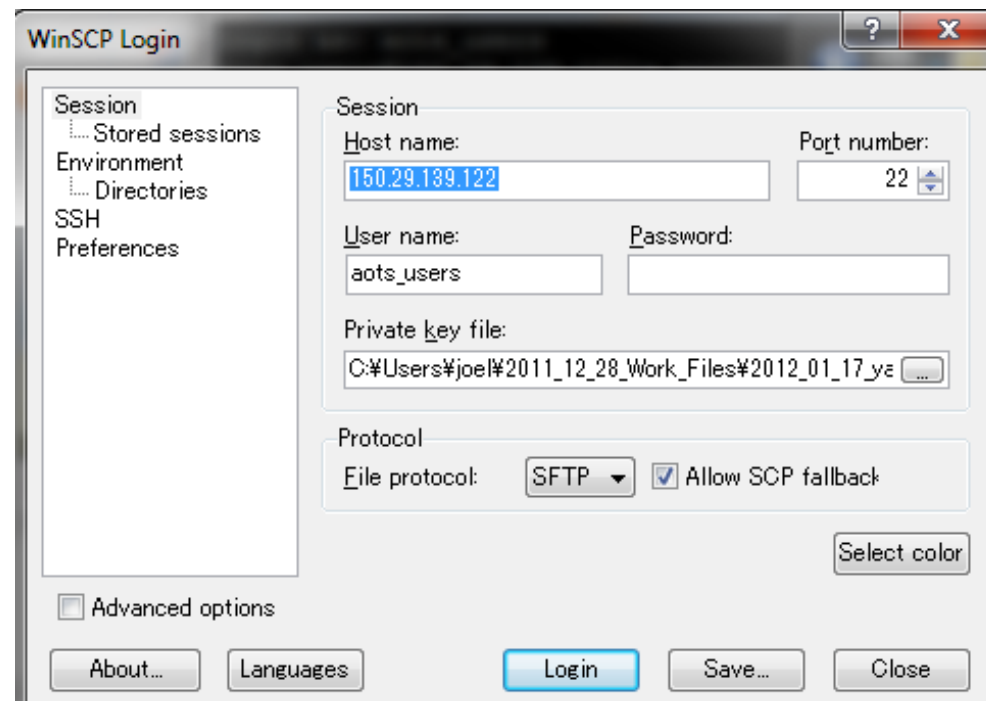 WinSCP Login
?
X
Session
Stored sessions
Environment
Directories
SSH
Preferences
Session
Host name:
Port number:
150.29.139.122
22
User name:
Password:
aots_users
Private key file:
C:¥Users¥joel¥2011_12_28_Work_Files¥2012_01_17_ya
...
Protocol
File protocol:
SFTP
Allow SCP fallback
Select color
Advanced options
About...
Languages
Login
Save...
Close